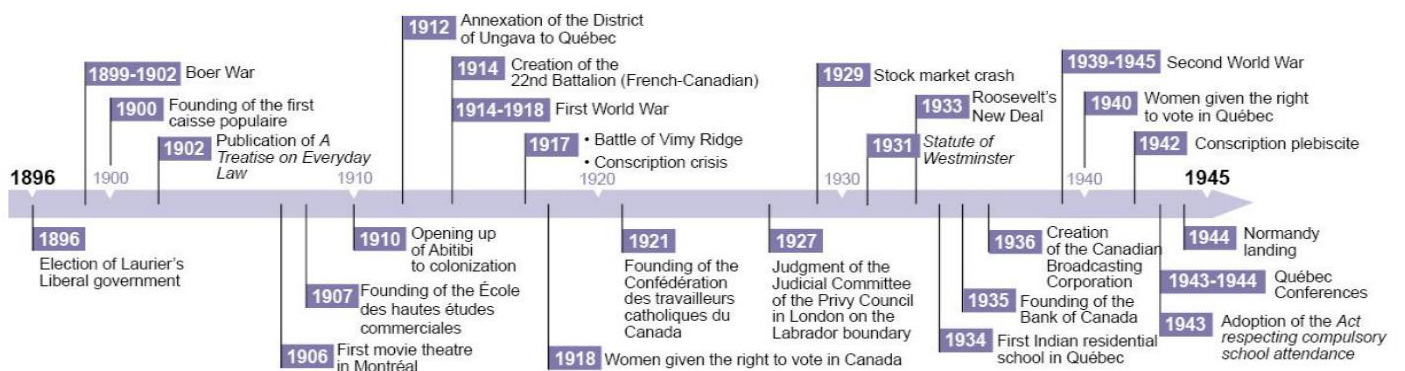 1912
Annexation of the District
of Ungava to Québec
1899-1902
Boer War
1900
Founding of the first
caisse populaire
1902
Publication of A
Treatise on Everyday
Law
1914
Creation of the
22nd Battalion (French-Canadian)
1914-1918
First World War
1917
• Battle of Vimy Ridge
• Conscription crisis
1929
Stock market crash
1933
Roosevelt's
New Deal
1931
Statute of
Westminster
1939-1945
Second World War
1940
Women given the right
to vote in Québec
1942
Conscription plebiscite
1896
1900
1910
1920
1930
1940
1945
1896
Election of Laurier's
Liberal government
1910
Opening up
of Abitibi
to colonization
1907
Founding of the École
des hautes études
commerciales
1906
First movie theatre
in Montréal
1921
Founding of the
Confédération
des travailleurs
catholiques du
Canada
1918
Women given the right to vote in Canada
1927
Judgment of the
Judicial Committee
of the Privy Council
in London on the
Labrador boundary
1936
Creation
of the Canadian
Broadcasting
Corporation
1935
Founding of the
Bank of Canada
1934
First Indian residential
school in Québec
1944
Normandy
landing
1943-1944
Québec
Conferences
1943
Adoption of the Act
respecting compulsory
school attendance